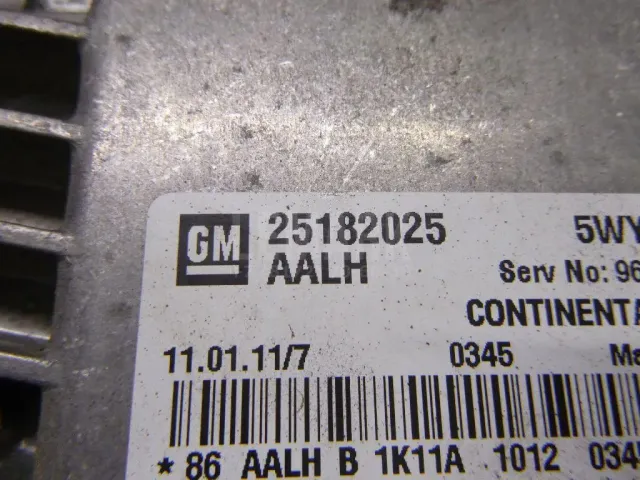 GM 25182025 5WY
AALH Serv No: 96
CONTINENTA
11.01.11/7 0345 Ma
*86 AALH B 1K11A 1012 034